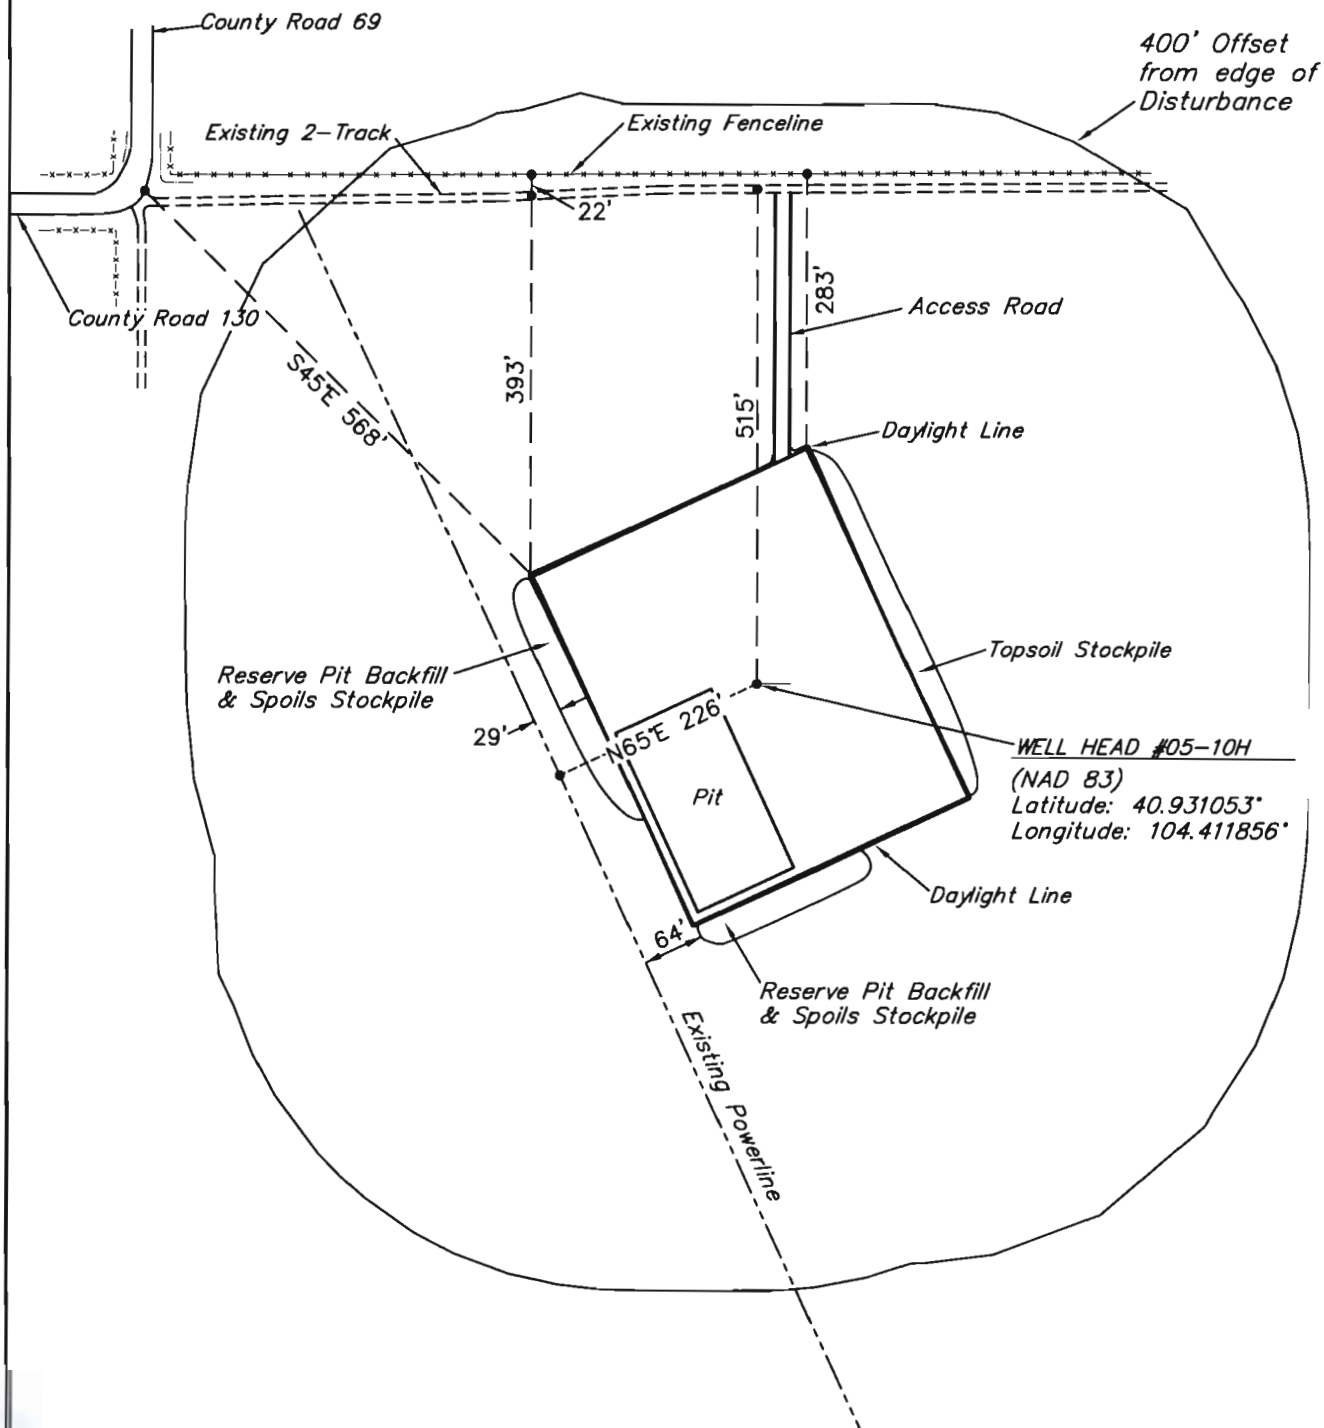 County Road 69
400' Offset
from edge of
Disturbance
Existing 2-Track
Existing Fenceline
22'
County Road 130
283'
Access Road
S45°E 568'
393'
515'
Daylight Line
Reserve Pit Backfill
& Spoils Stockpile
Topsoil Stockpile
29'
N65°E 226'
WELL HEAD #05-10H
(NAD 83)
Latitude: 40.931053°
Longitude: 104.411856°
Pit
Daylight Line
64'
Reserve Pit Backfill
& Spoils Stockpile
Existing Powerline